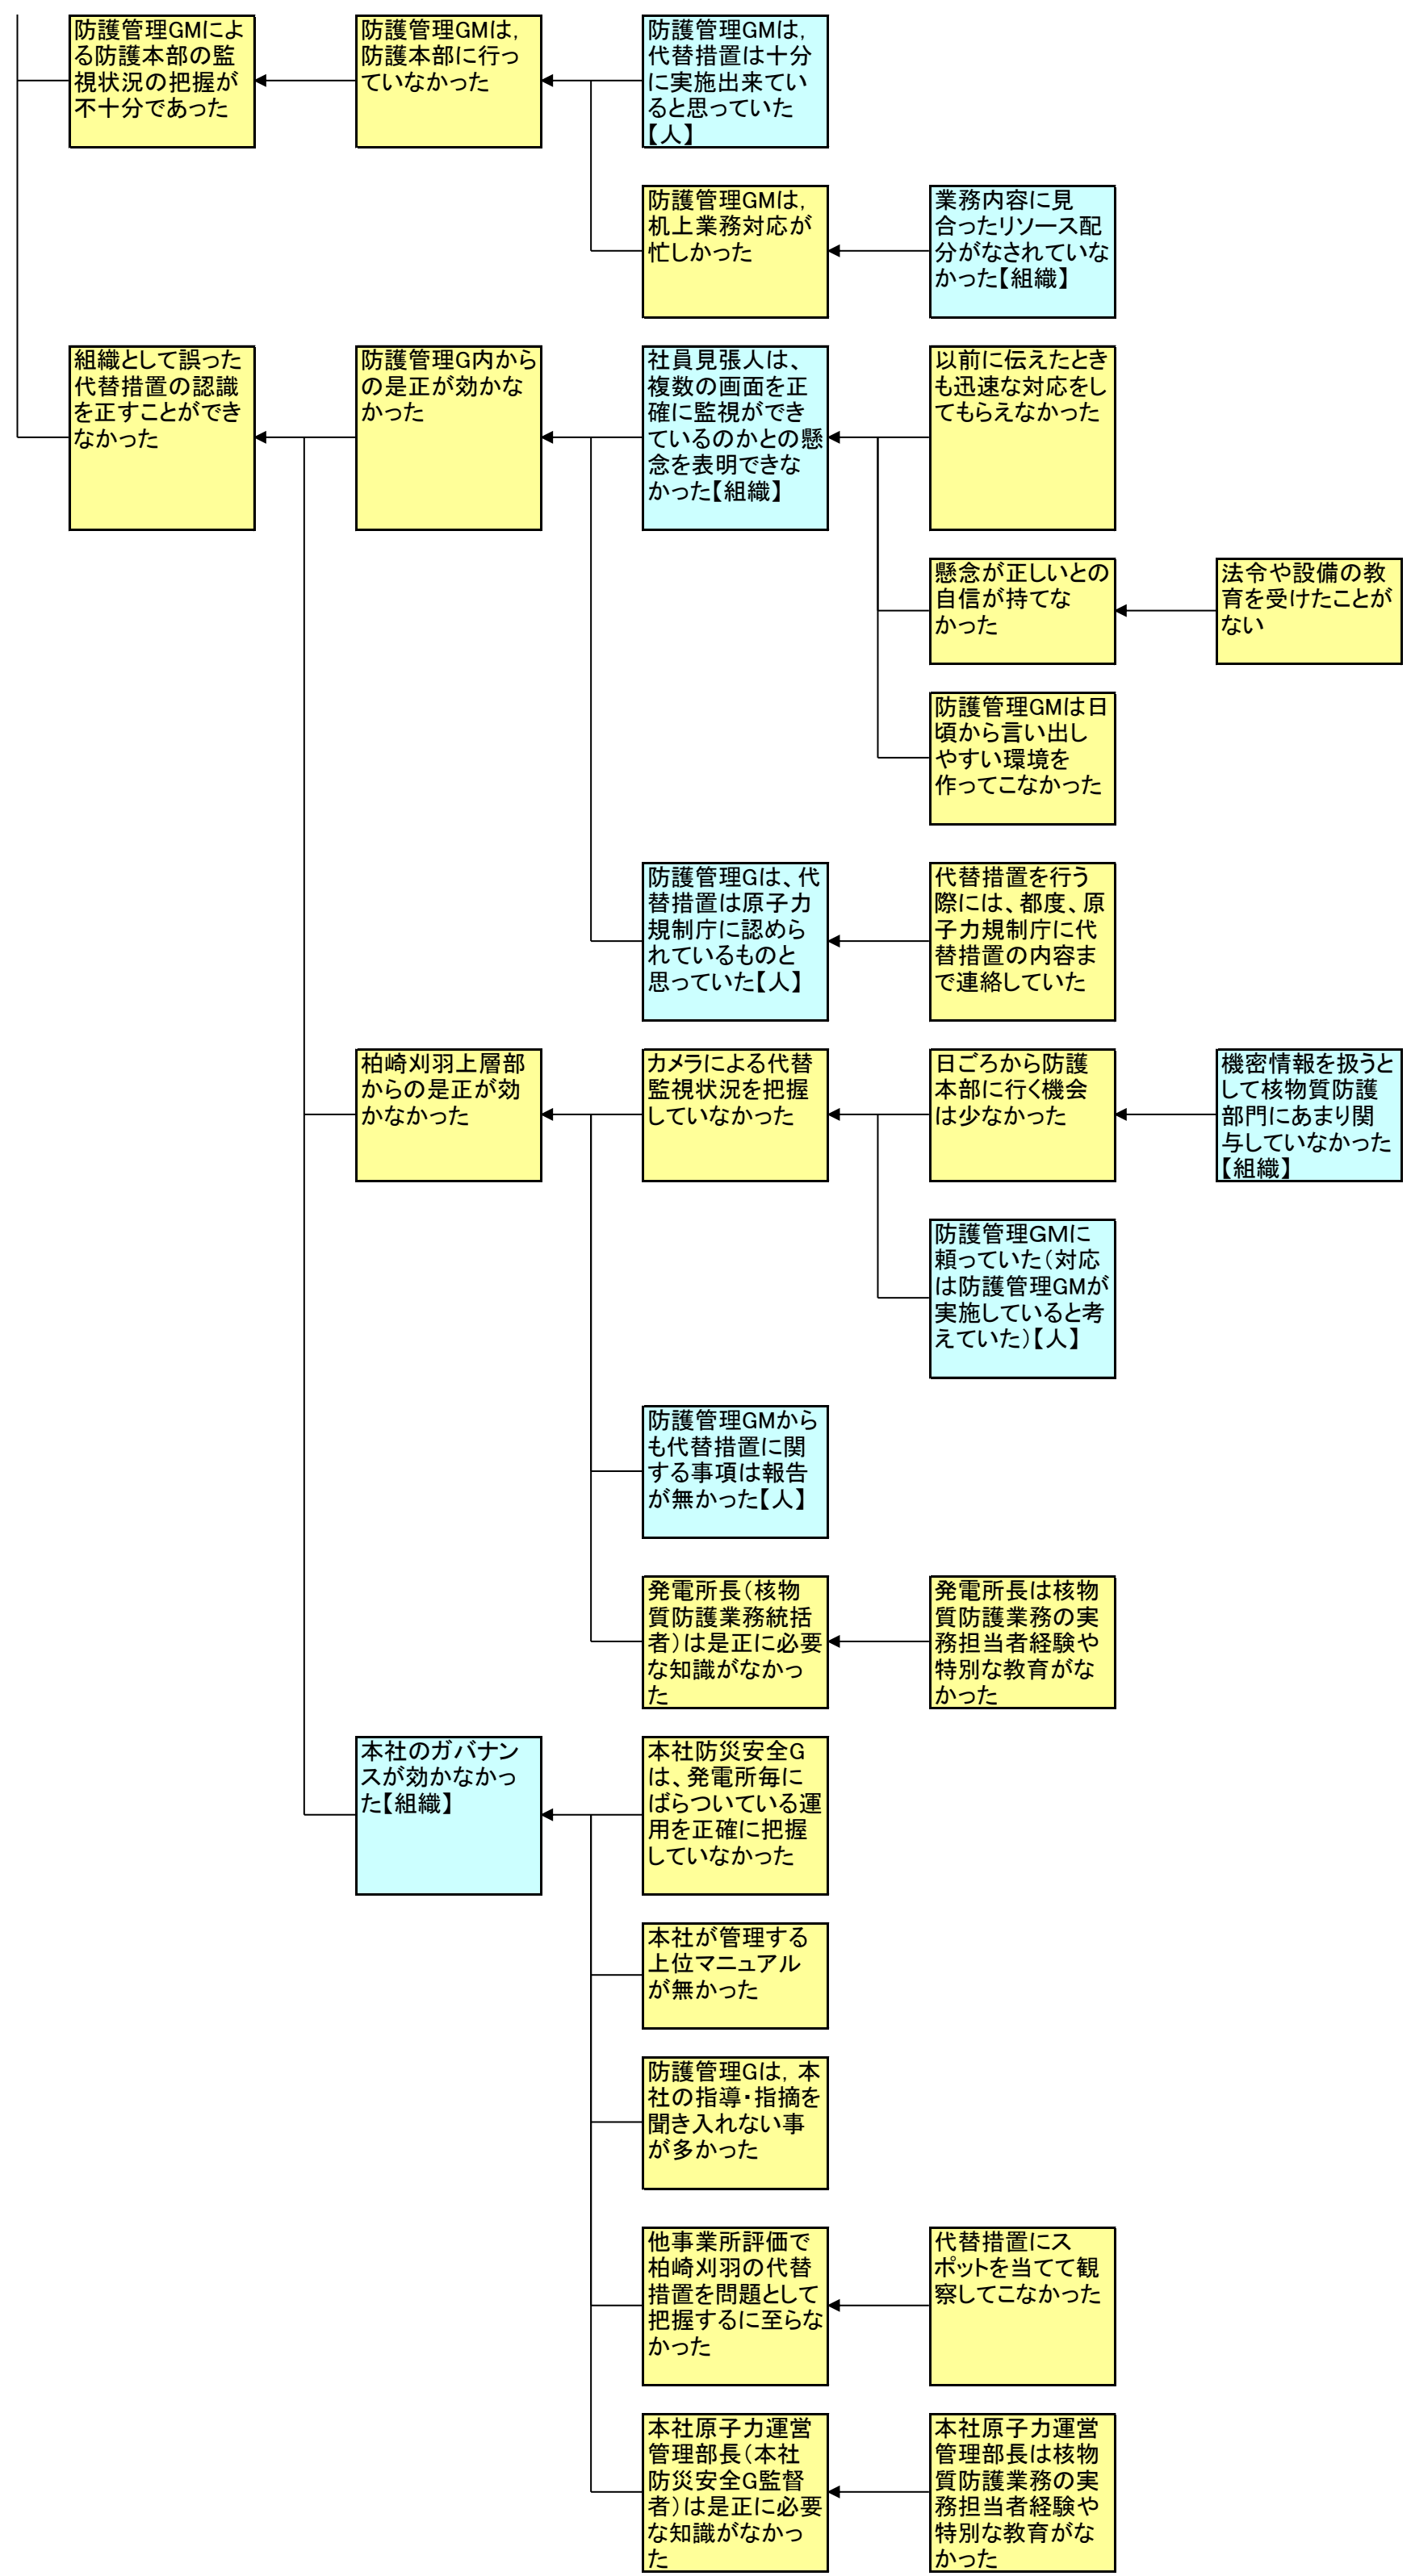 防護管理GMによ
る防護本部の監
視状況の把握が
不十分であった
防護管理GMは,
防護本部に行っ
ていなかった
防護管理GMは,
代替措置は十分
に実施出来てい
ると思っていた
【人】
防護管理GMは,
机上業務対応が
忙しかった
業務内容に見
合ったリソース配
分がなされていな
かった【組織】
組織として誤った
代替措置の認識
を正すことができ
なかった
防護管理G内から
の是正が効かな
かった
社員見張人は、
複数の画面を正
確に監視ができ
ているのかとの懸
念を表明できな
かった【組織】
以前に伝えたとき
も迅速な対応をし
てもらえなかった
懸念が正しいとの
自信が持てな
かった
法令や設備の教
育を受けたことが
ない
防護管理GMは日
頃から言い出し
やすい環境を
作ってこなかった
防護管理Gは、代
替措置は原子力
規制庁に認めら
れているものと
思っていた【人】
代替措置を行う
際には、都度、原
子力規制庁に代
替措置の内容ま
で連絡していた
柏崎刈羽上層部
からの是正が効
かなかった
カメラによる代替
監視状況を把握
していなかった
日ごろから防護
本部に行く機会
は少なかった
機密情報を扱うと
して核物質防護
部門にあまり関
与していなかった
【組織】
防護管理GMに
頼っていた（対応
は防護管理GMが
実施していると考
えていた）【人】
防護管理GMから
も代替措置に関
する事項は報告
が無かった【人】
発電所長（核物
質防護業務統括
者）は是正に必要
な知識がなかっ
た
発電所長は核物
質防護業務の実
務担当者経験や
特別な教育がな
かった
本社のガバナン
スが効かなかっ
た【組織】
本社防災安全G
は、発電所毎に
ばらついている運
用を正確に把握
していなかった
本社が管理する
上位マニュアル
が無かった
防護管理Gは, 本
社の指導・指摘を
聞き入れない事
が多かった
他事業所評価で
柏崎刈羽の代替
措置を問題として
把握するに至らな
かった
代替措置にス
ポットを当てて観
察してこなかった
本社原子力運営
管理部長（本社
防災安全G監督
者）は是正に必要
な知識がなかっ
た
本社原子力運営
管理部長は核物
質防護業務の実
務担当者経験や
特別な教育がな
かった